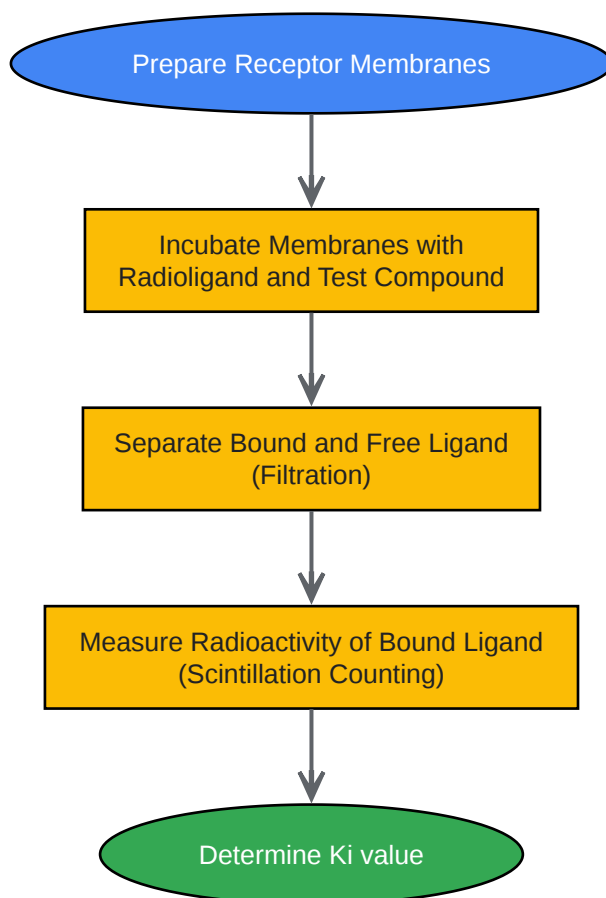 Prepare Receptor Membranes
Incubate Membranes with
Radioligand and Test Compound
Separate Bound and Free Ligand
(Filtration)
Measure Radioactivity of Bound Ligand
(Scintillation Counting)
Determine Ki value